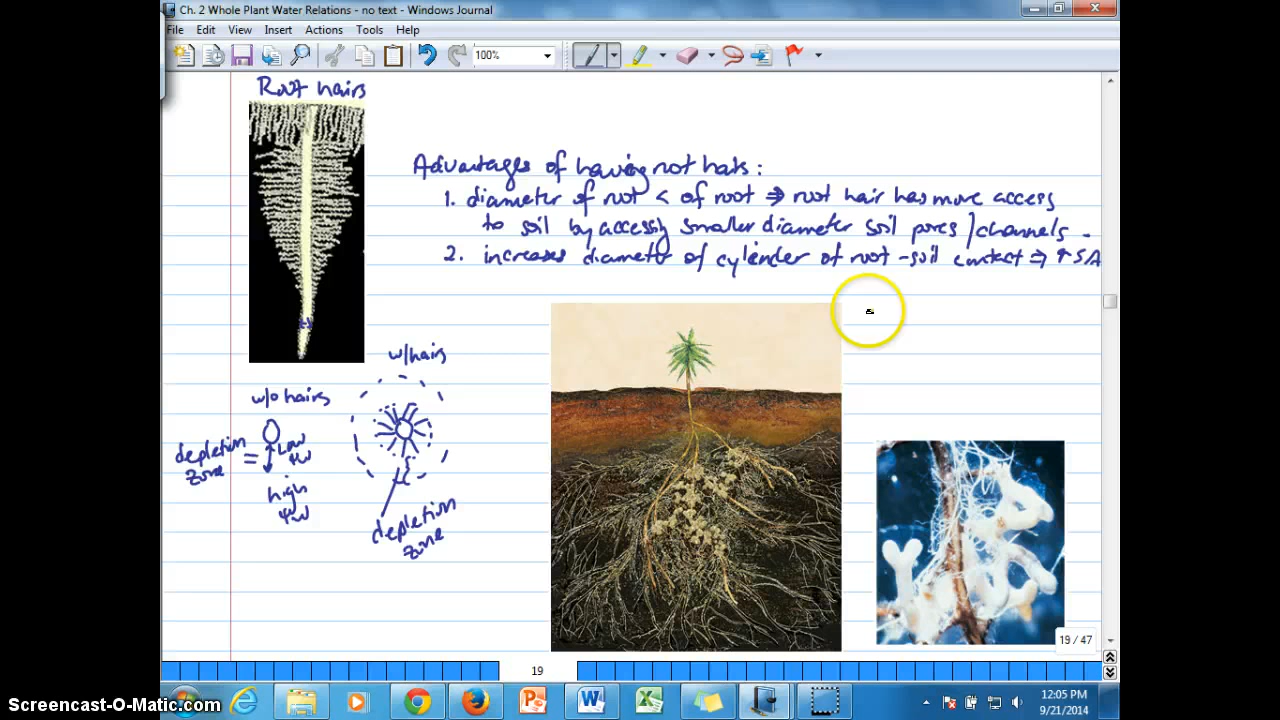 Ch. 2 Whole Plant Water Relations - no text - Windows Journal
File Edit View Insert Actions Tools Help
100%
Root hairs
Advantages of having root hairs:
1. diameter of root < of root ⇒ root hair has more access
to soil by accessing smaller diameter soil pores/channels.
2. increases diameter of cylinder of root-soil contact ⇒ ↑SA
w/hairs
w/o hairs
depletion
zone
=
Low
Ψw
high
Ψw
depletion
zone
19 / 47
19
Screencast-O-Matic.com
12:05 PM
9/21/2014